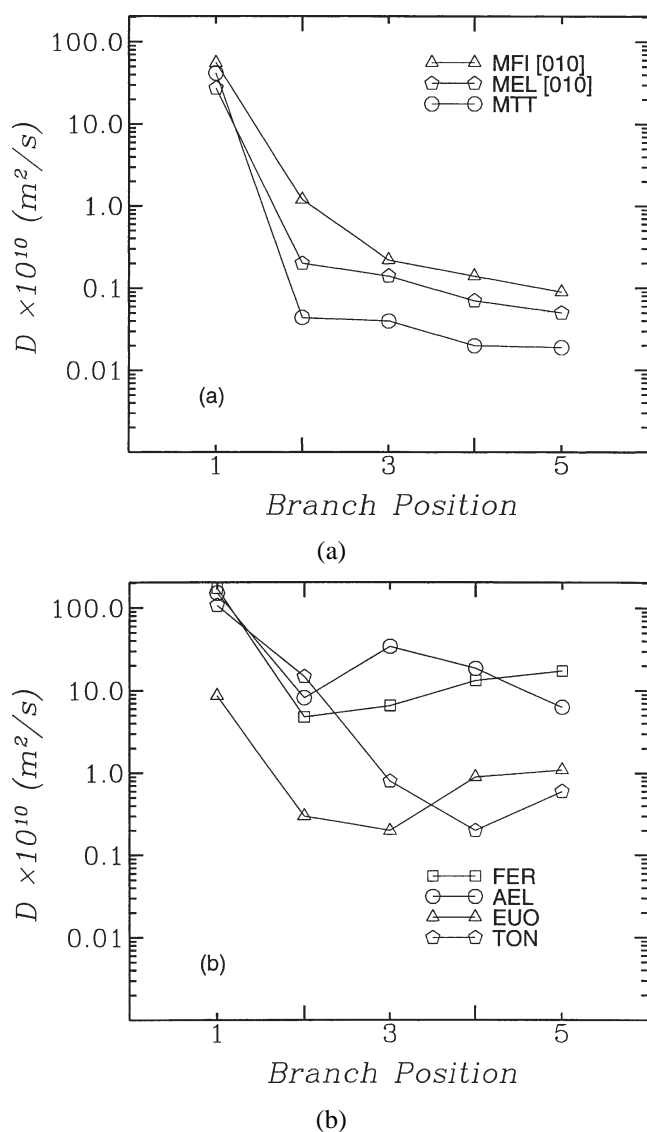 100.0
10.0
1.0
0.1
0.01
D ×10¹⁰ (m²/s)
MFI [010]
MEL [010]
MTT
(a)
1 3 5
Branch Position
(a)
100.0
10.0
1.0
0.1
0.01
D ×10¹⁰ (m²/s)
FER
AEL
EUO
TON
(b)
1 3 5
Branch Position
(b)